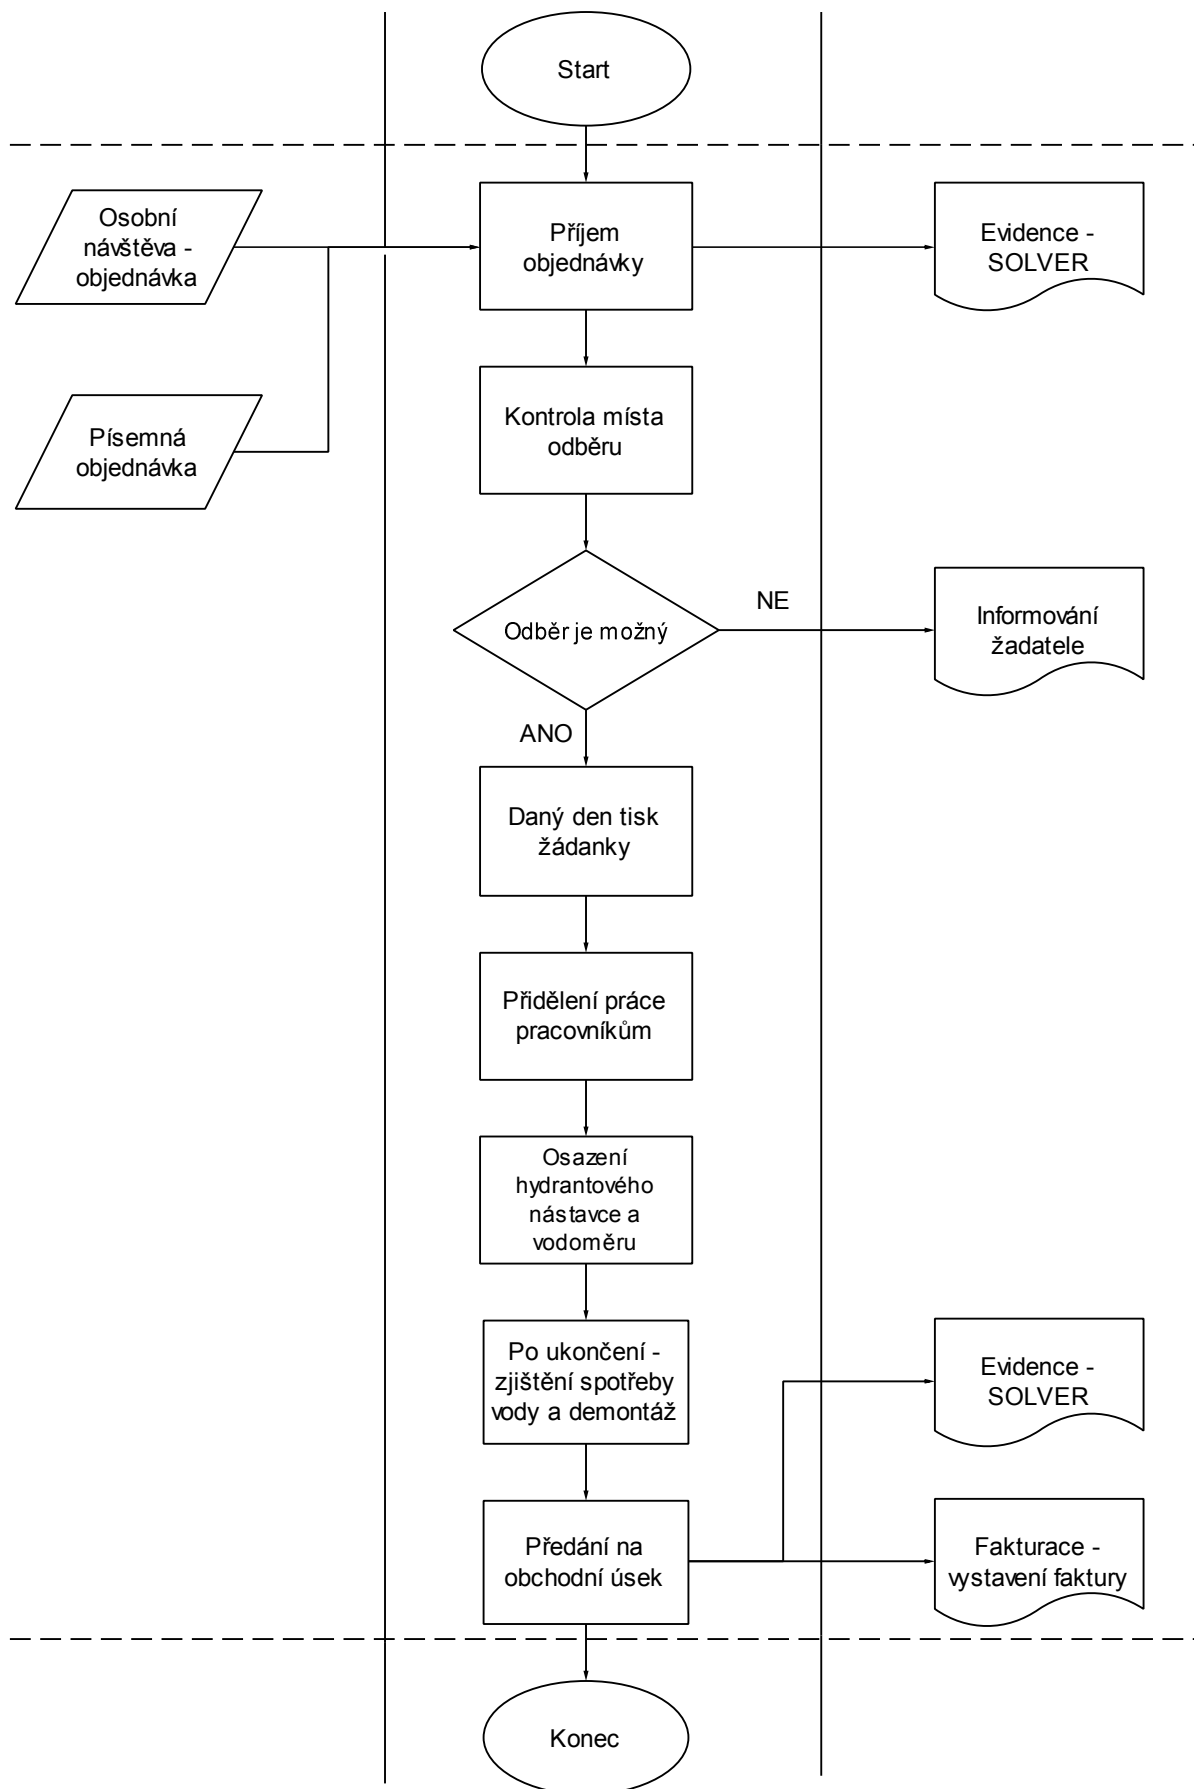 Start
Osobní
návštěva -
objednávka
Příjem
objednávky
Evidence -
SOLVER
Písemná
objednávka
Kontrola místa
odběru
Odběr je možný
NE
Informování
žadatele
ANO
Daný den tisk
žádanky
Přidělení práce
pracovníkům
Osazení
hydrantového
nástavce a
vodoměru
Po ukončení -
zjištění spotřeby
vody a demontáž
Evidence -
SOLVER
Předání na
obchodní úsek
Fakturace -
vystavení faktury
Konec